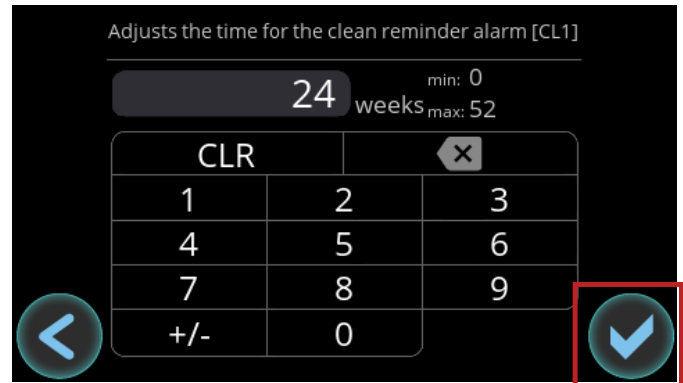 Adjusts the time for the clean reminder alarm [CL1]
24 weeks min: 0
max: 52
CLR
1 2 3
4 5 6
7 8 9
+/- 0